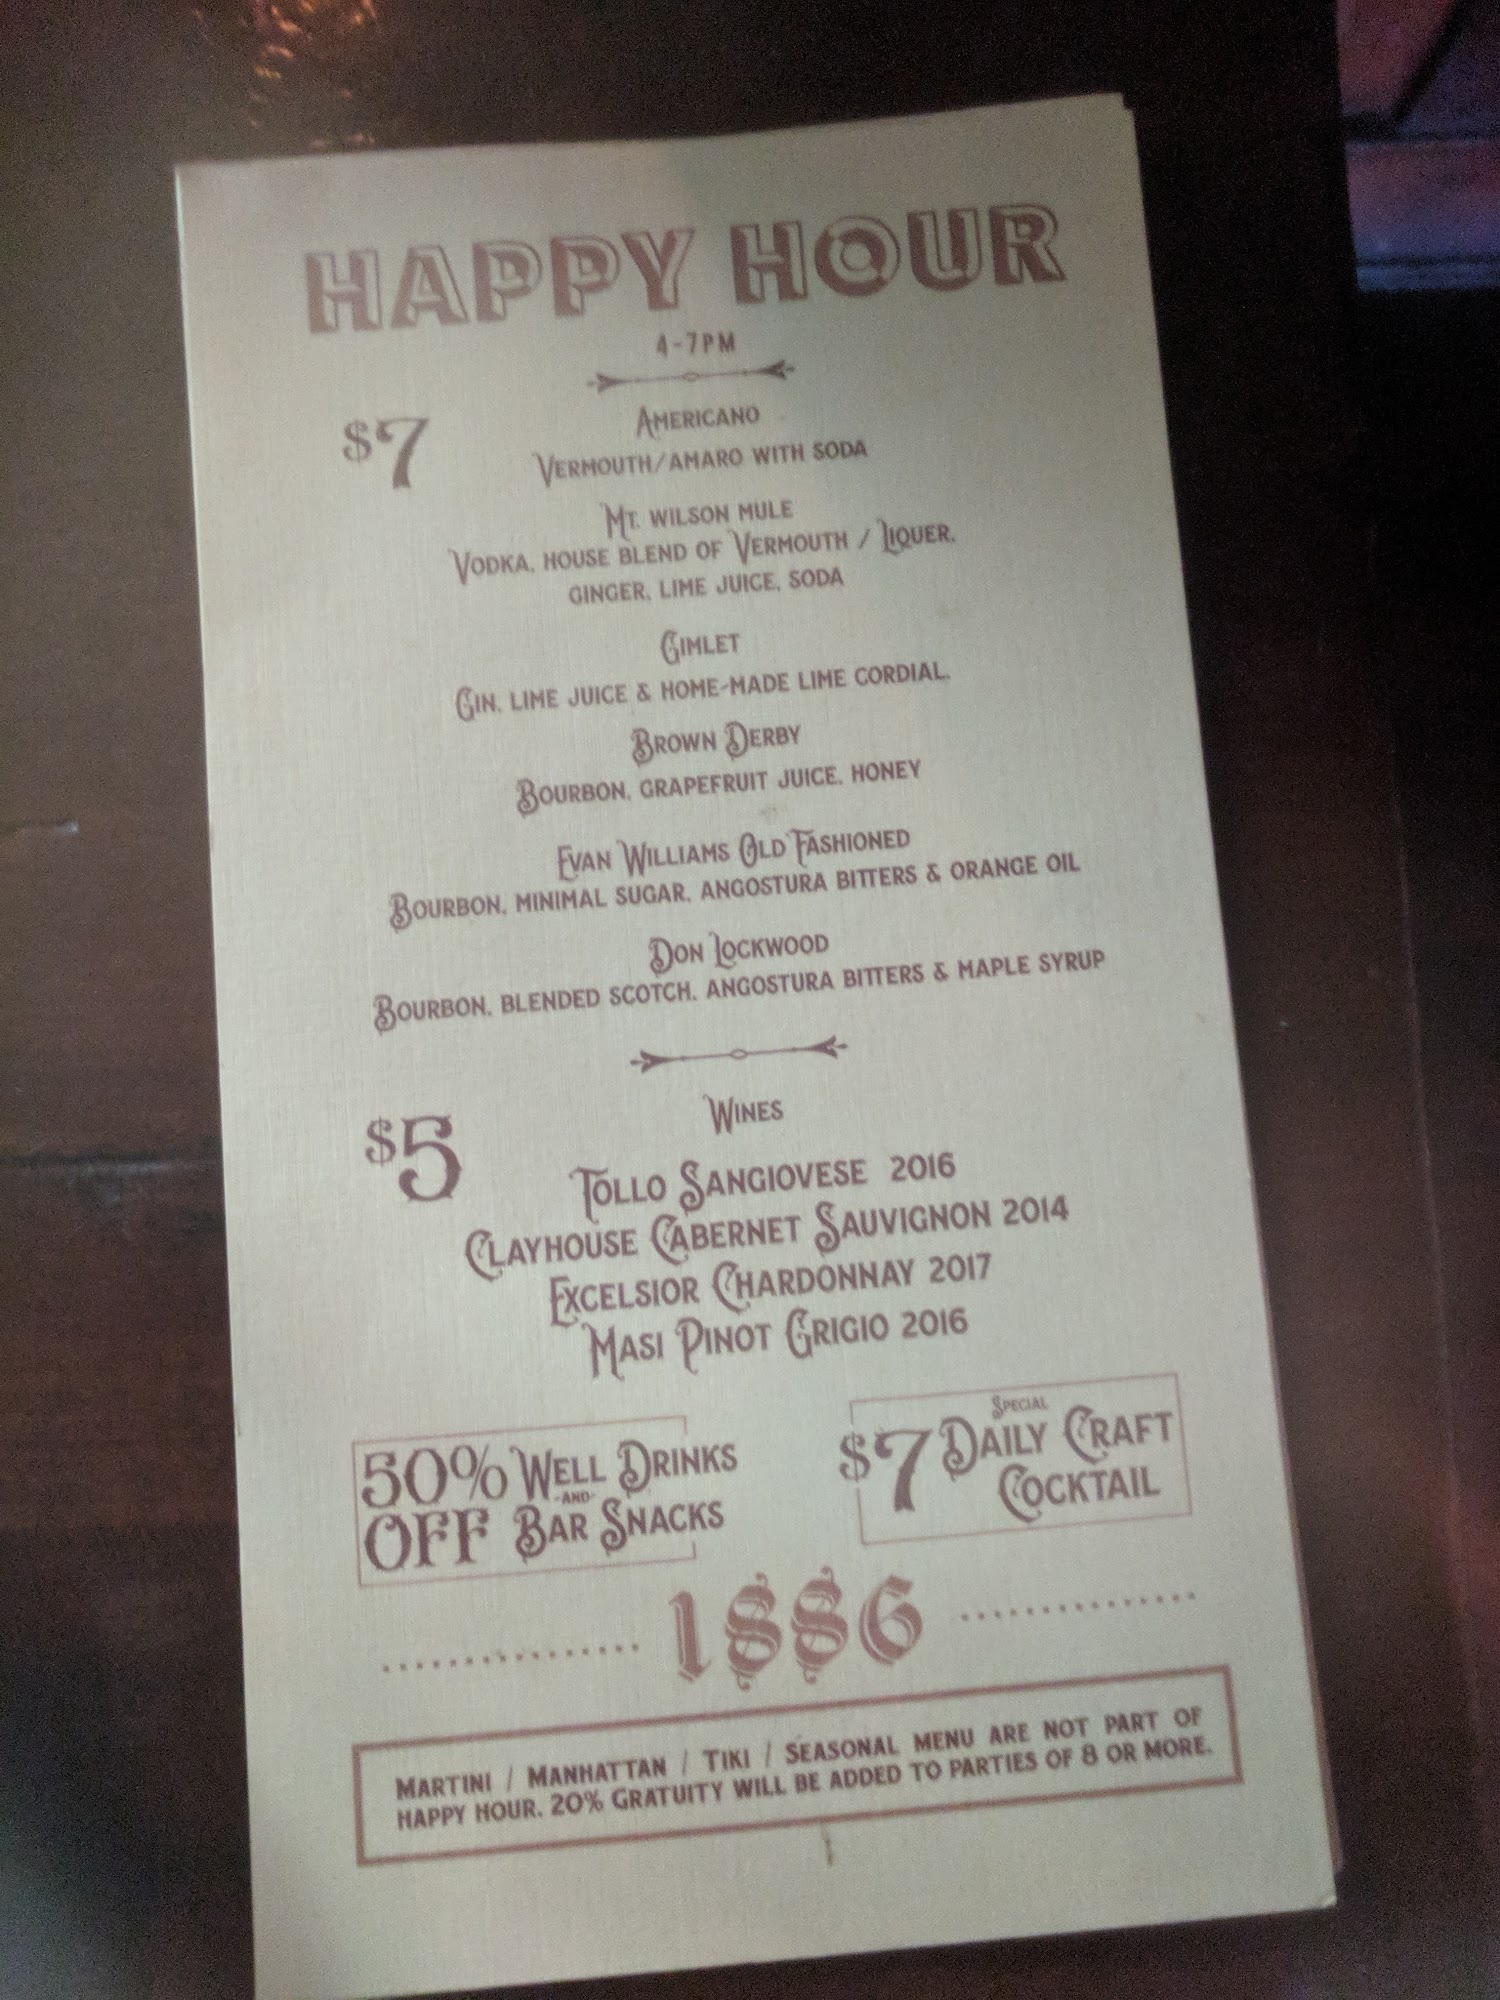 HAPPY HOUR
4-7PM
$7
AMERICANO
VERMOUTH/AMARO WITH SODA
MT. WILSON MULE
VODKA, HOUSE BLEND OF VERMOUTH / LIQUER,
GINGER, LIME JUICE, SODA
GIMLET
GIN, LIME JUICE & HOME-MADE LIME CORDIAL,
BROWN DERBY
BOURBON, GRAPEFRUIT JUICE, HONEY
EVAN WILLIAMS OLD FASHIONED
BOURBON, MINIMAL SUGAR, ANGOSTURA BITTERS & ORANGE OIL
DON LOCKWOOD
BOURBON, BLENDED SCOTCH, ANGOSTURA BITTERS & MAPLE SYRUP
$5
WINES
TOLLO SANGIOVESE 2016
CLAYHOUSE CABERNET SAUVIGNON 2014
EXCELSIOR CHARDONNAY 2017
MASI PINOT GRIGIO 2016
50% OFF
WELL DRINKS
-AND-
BAR SNACKS
SPECIAL
$7 DAILY CRAFT
COCKTAIL
1886
MARTINI / MANHATTAN / TIKI / SEASONAL MENU ARE NOT PART OF
HAPPY HOUR. 20% GRATUITY WILL BE ADDED TO PARTIES OF 8 OR MORE.